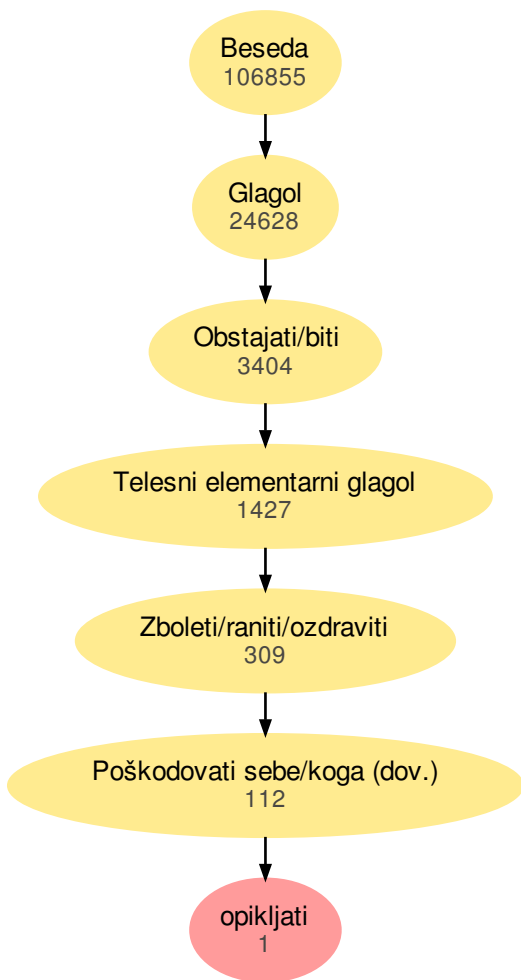 Beseda
106855
Glagol
24628
Obstajati/biti
3404
Telesni elementarni glagol
1427
Zboleti/raniti/ozdraviti
309
Poškodovati sebe/koga (dov.)
112
opikljati
1